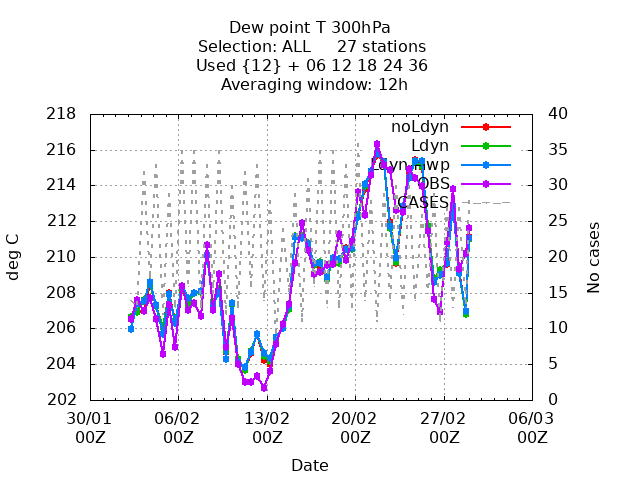 Dew point T 300hPa
Selection: ALL 27 stations
Used {12} + 06 12 18 24 36
Averaging window: 12h
218 40
noLdyn
Ldyn
216 35
Ldyn
OBS
214 30
CASES
212 25
210 20
208 15
206 10
204 5
202 0
deg C
No cases
30/01 06/02 13/02 20/02 27/02 06/03
00Z 00Z 00Z 00Z 00Z 00Z
Date